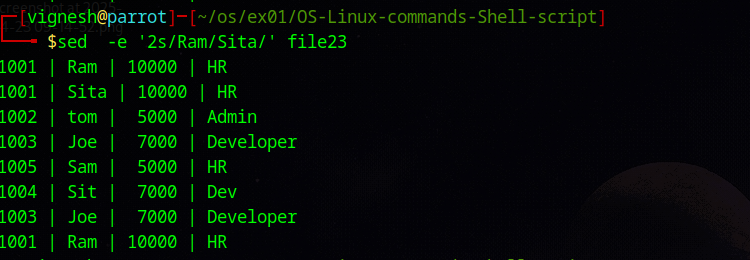 ┌─[vignesh@parrot]─[~/os/ex01/OS-Linux-commands-Shell-script]
└──╼ $sed  -e '2s/Ram/Sita/' file23
1001 | Ram | 10000 | HR
1001 | Sita | 10000 | HR
1002 | tom |  5000 | Admin
1003 | Joe |  7000 | Developer
1005 | Sam |  5000 | HR
1004 | Sit |  7000 | Dev
1003 | Joe |  7000 | Developer
1001 | Ram | 10000 | HR